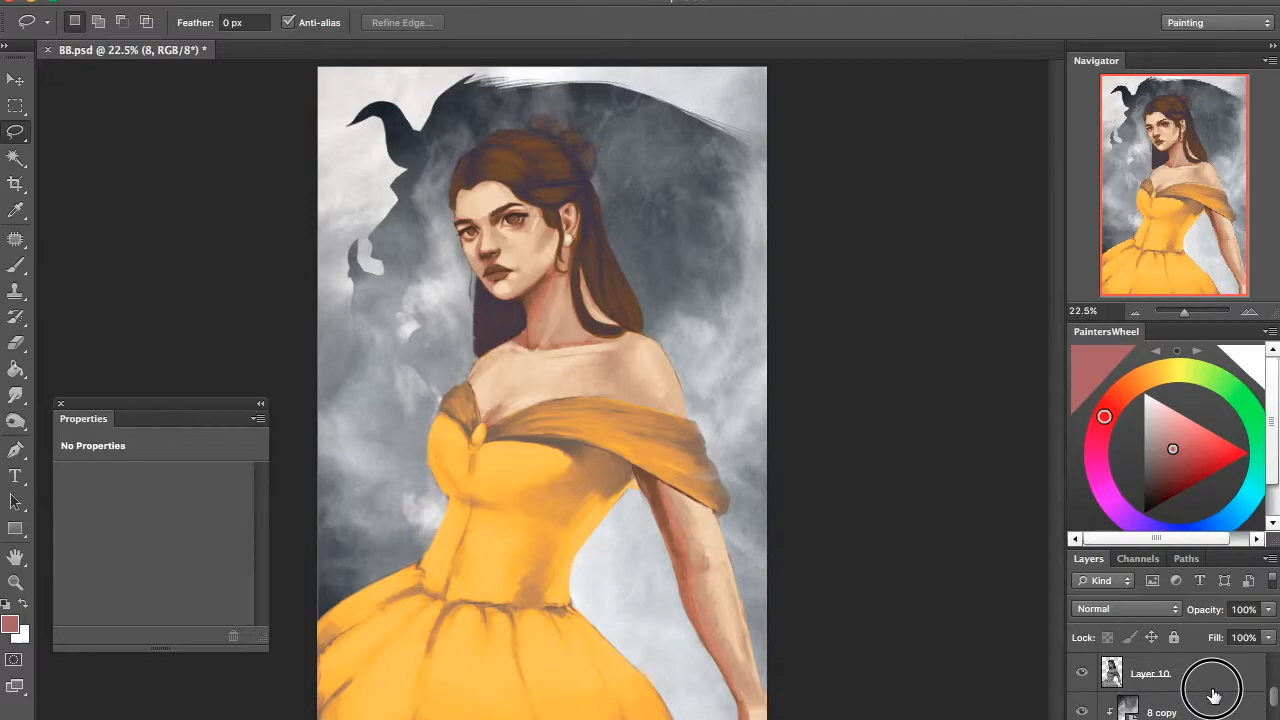 Feather: 0 px Anti-alias Refine Edge... Painting
BB.psd @ 22.5% (8, RGB/8*) *
Navigator
22.5%
PaintersWheel
Properties
No Properties
Layers Channels Paths
Kind
Normal Opacity: 100%
Lock: Fill: 100%
Layer 10
8 copy